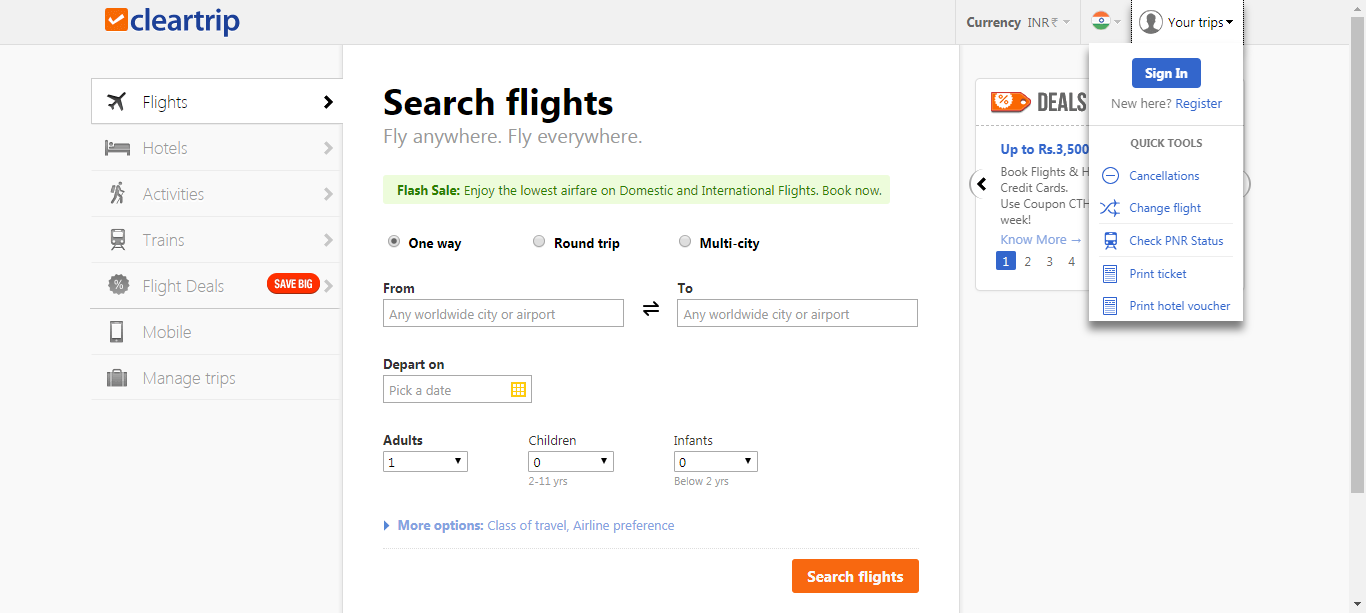 cleartrip
Currency INR ₹
Your trips
Flights
Hotels
Activities
Trains
Flight Deals SAVE BIG
Mobile
Manage trips
Search flights
Fly anywhere. Fly everywhere.
Flash Sale: Enjoy the lowest airfare on Domestic and International Flights. Book now.
One way Round trip Multi-city
From To
Any worldwide city or airport Any worldwide city or airport
Depart on
Pick a date
Adults Children Infants
1 0 0
2-11 yrs Below 2 yrs
More options: Class of travel, Airline preference
Search flights
% DEALS
Up to Rs.3,500
Book Flights & H
Credit Cards.
Use Coupon CTH
week!
Know More →
1 2 3 4
Sign In
New here? Register
QUICK TOOLS
Cancellations
Change flight
Check PNR Status
Print ticket
Print hotel voucher